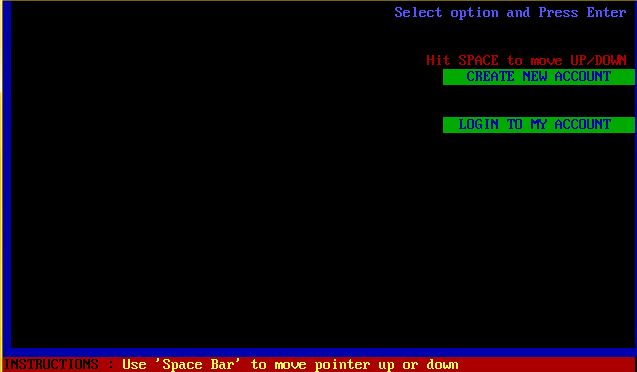 Select option and Press Enter
Hit SPACE to move UP/DOWN
CREATE NEW ACCOUNT
LOGIN TO MY ACCOUNT
INSTRUCTIONS : Use 'Space Bar' to move pointer up or down